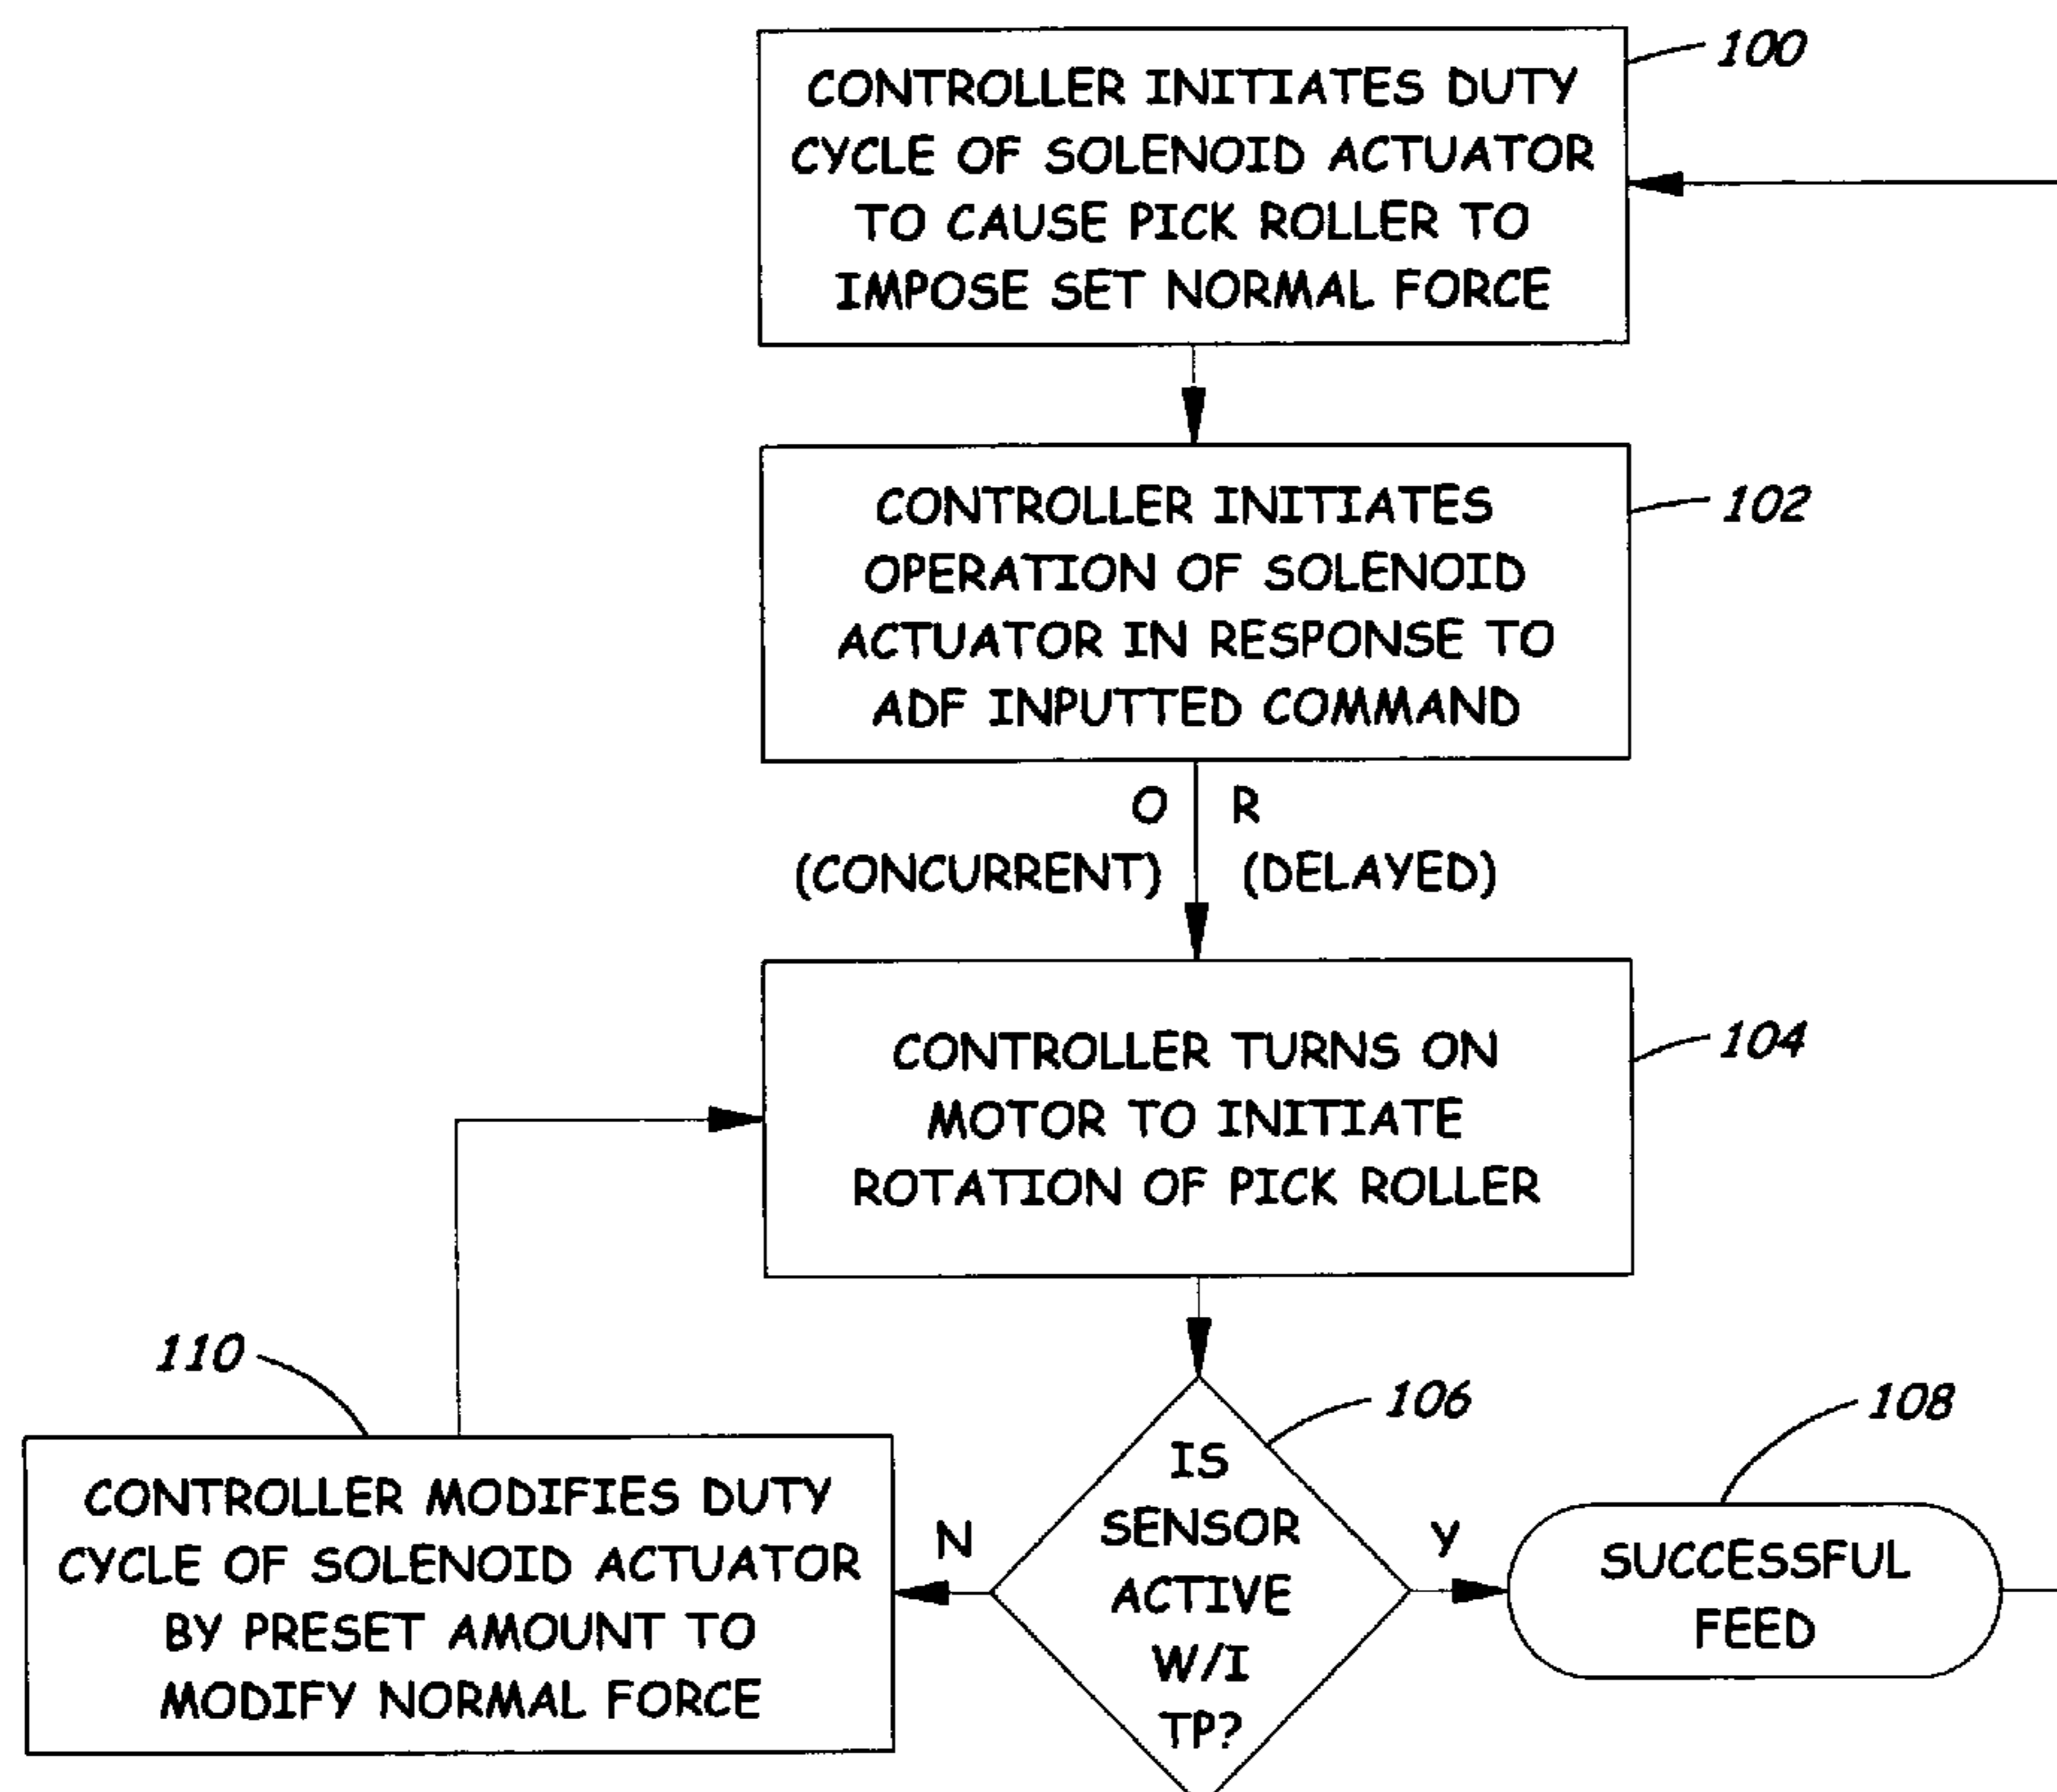 100
CONTROLLER INITIATES DUTY
CYCLE OF SOLENOID ACTUATOR
TO CAUSE PICK ROLLER TO
IMPOSE SET NORMAL FORCE
102
CONTROLLER INITIATES
OPERATION OF SOLENOID
ACTUATOR IN RESPONSE TO
ADF INPUTTED COMMAND
O R
(CONCURRENT) (DELAYED)
104
CONTROLLER TURNS ON
MOTOR TO INITIATE
ROTATION OF PICK ROLLER
110
CONTROLLER MODIFIES DUTY
CYCLE OF SOLENOID ACTUATOR
BY PRESET AMOUNT TO
MODIFY NORMAL FORCE
N
106
IS
SENSOR
ACTIVE
W/I
TP?
Y
108
SUCCESSFUL
FEED